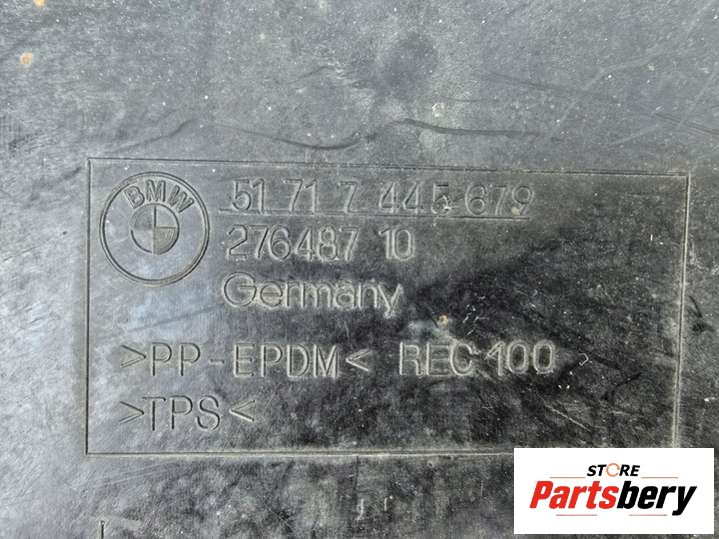 BMW
51 71 7 445 679
276487 10
Germany
>PP-EPDM< REC 100
>TPS<
STORE
Partsbery